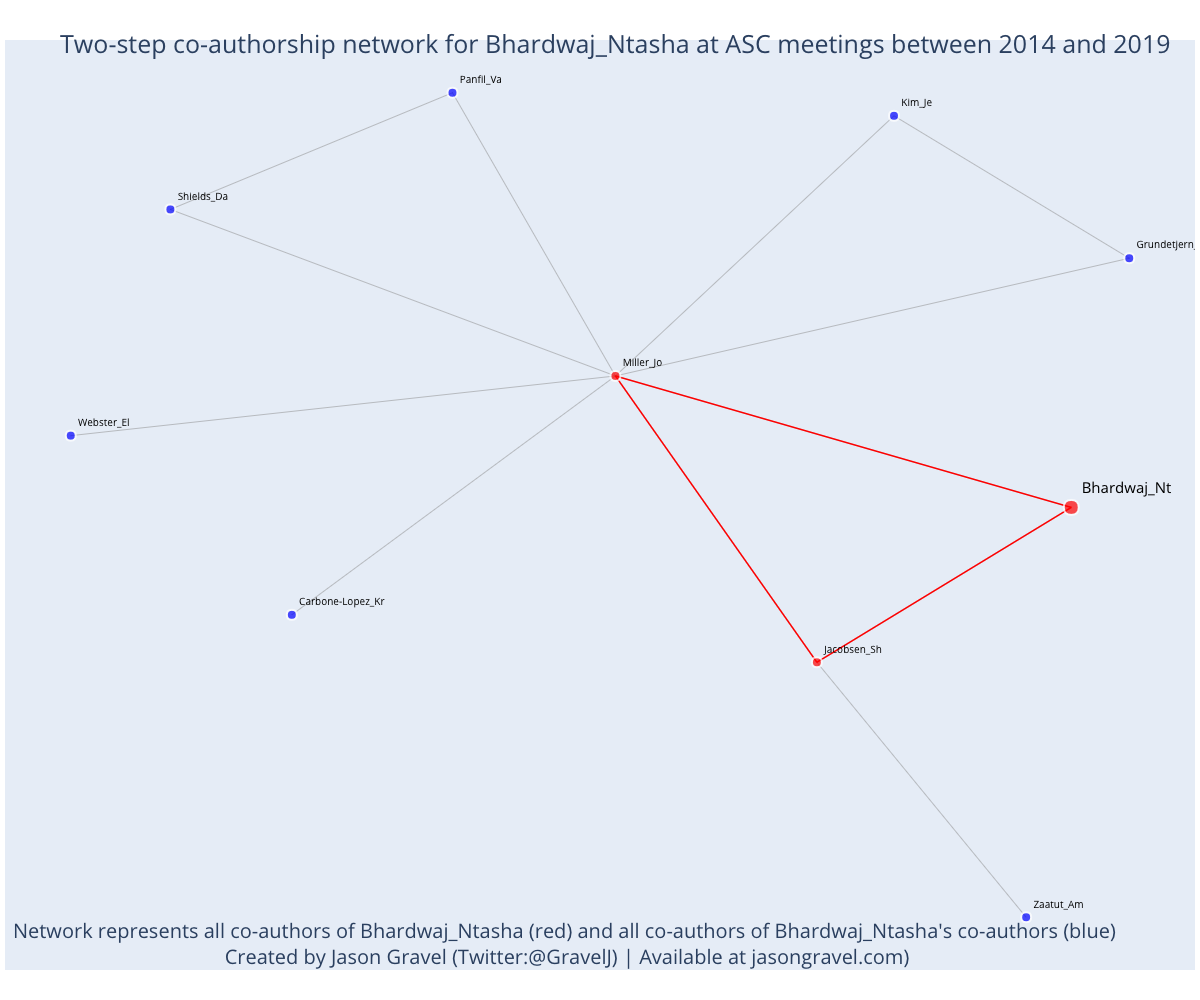 Two-step co-authorship network for Bhardwaj_Ntasha at ASC meetings between 2014 and 2019
Panfil_Va
Kim_Je
Shields_Da
Grundetjern_
Miller_Jo
Webster_El
Bhardwaj_Nt
Carbone-Lopez_Kr
Jacobsen_Sh
Zaatut_Am
Network represents all co-authors of Bhardwaj_Ntasha (red) and all co-authors of Bhardwaj_Ntasha's co-authors (blue)
Created by Jason Gravel (Twitter:@GravelJ) | Available at jasongravel.com)